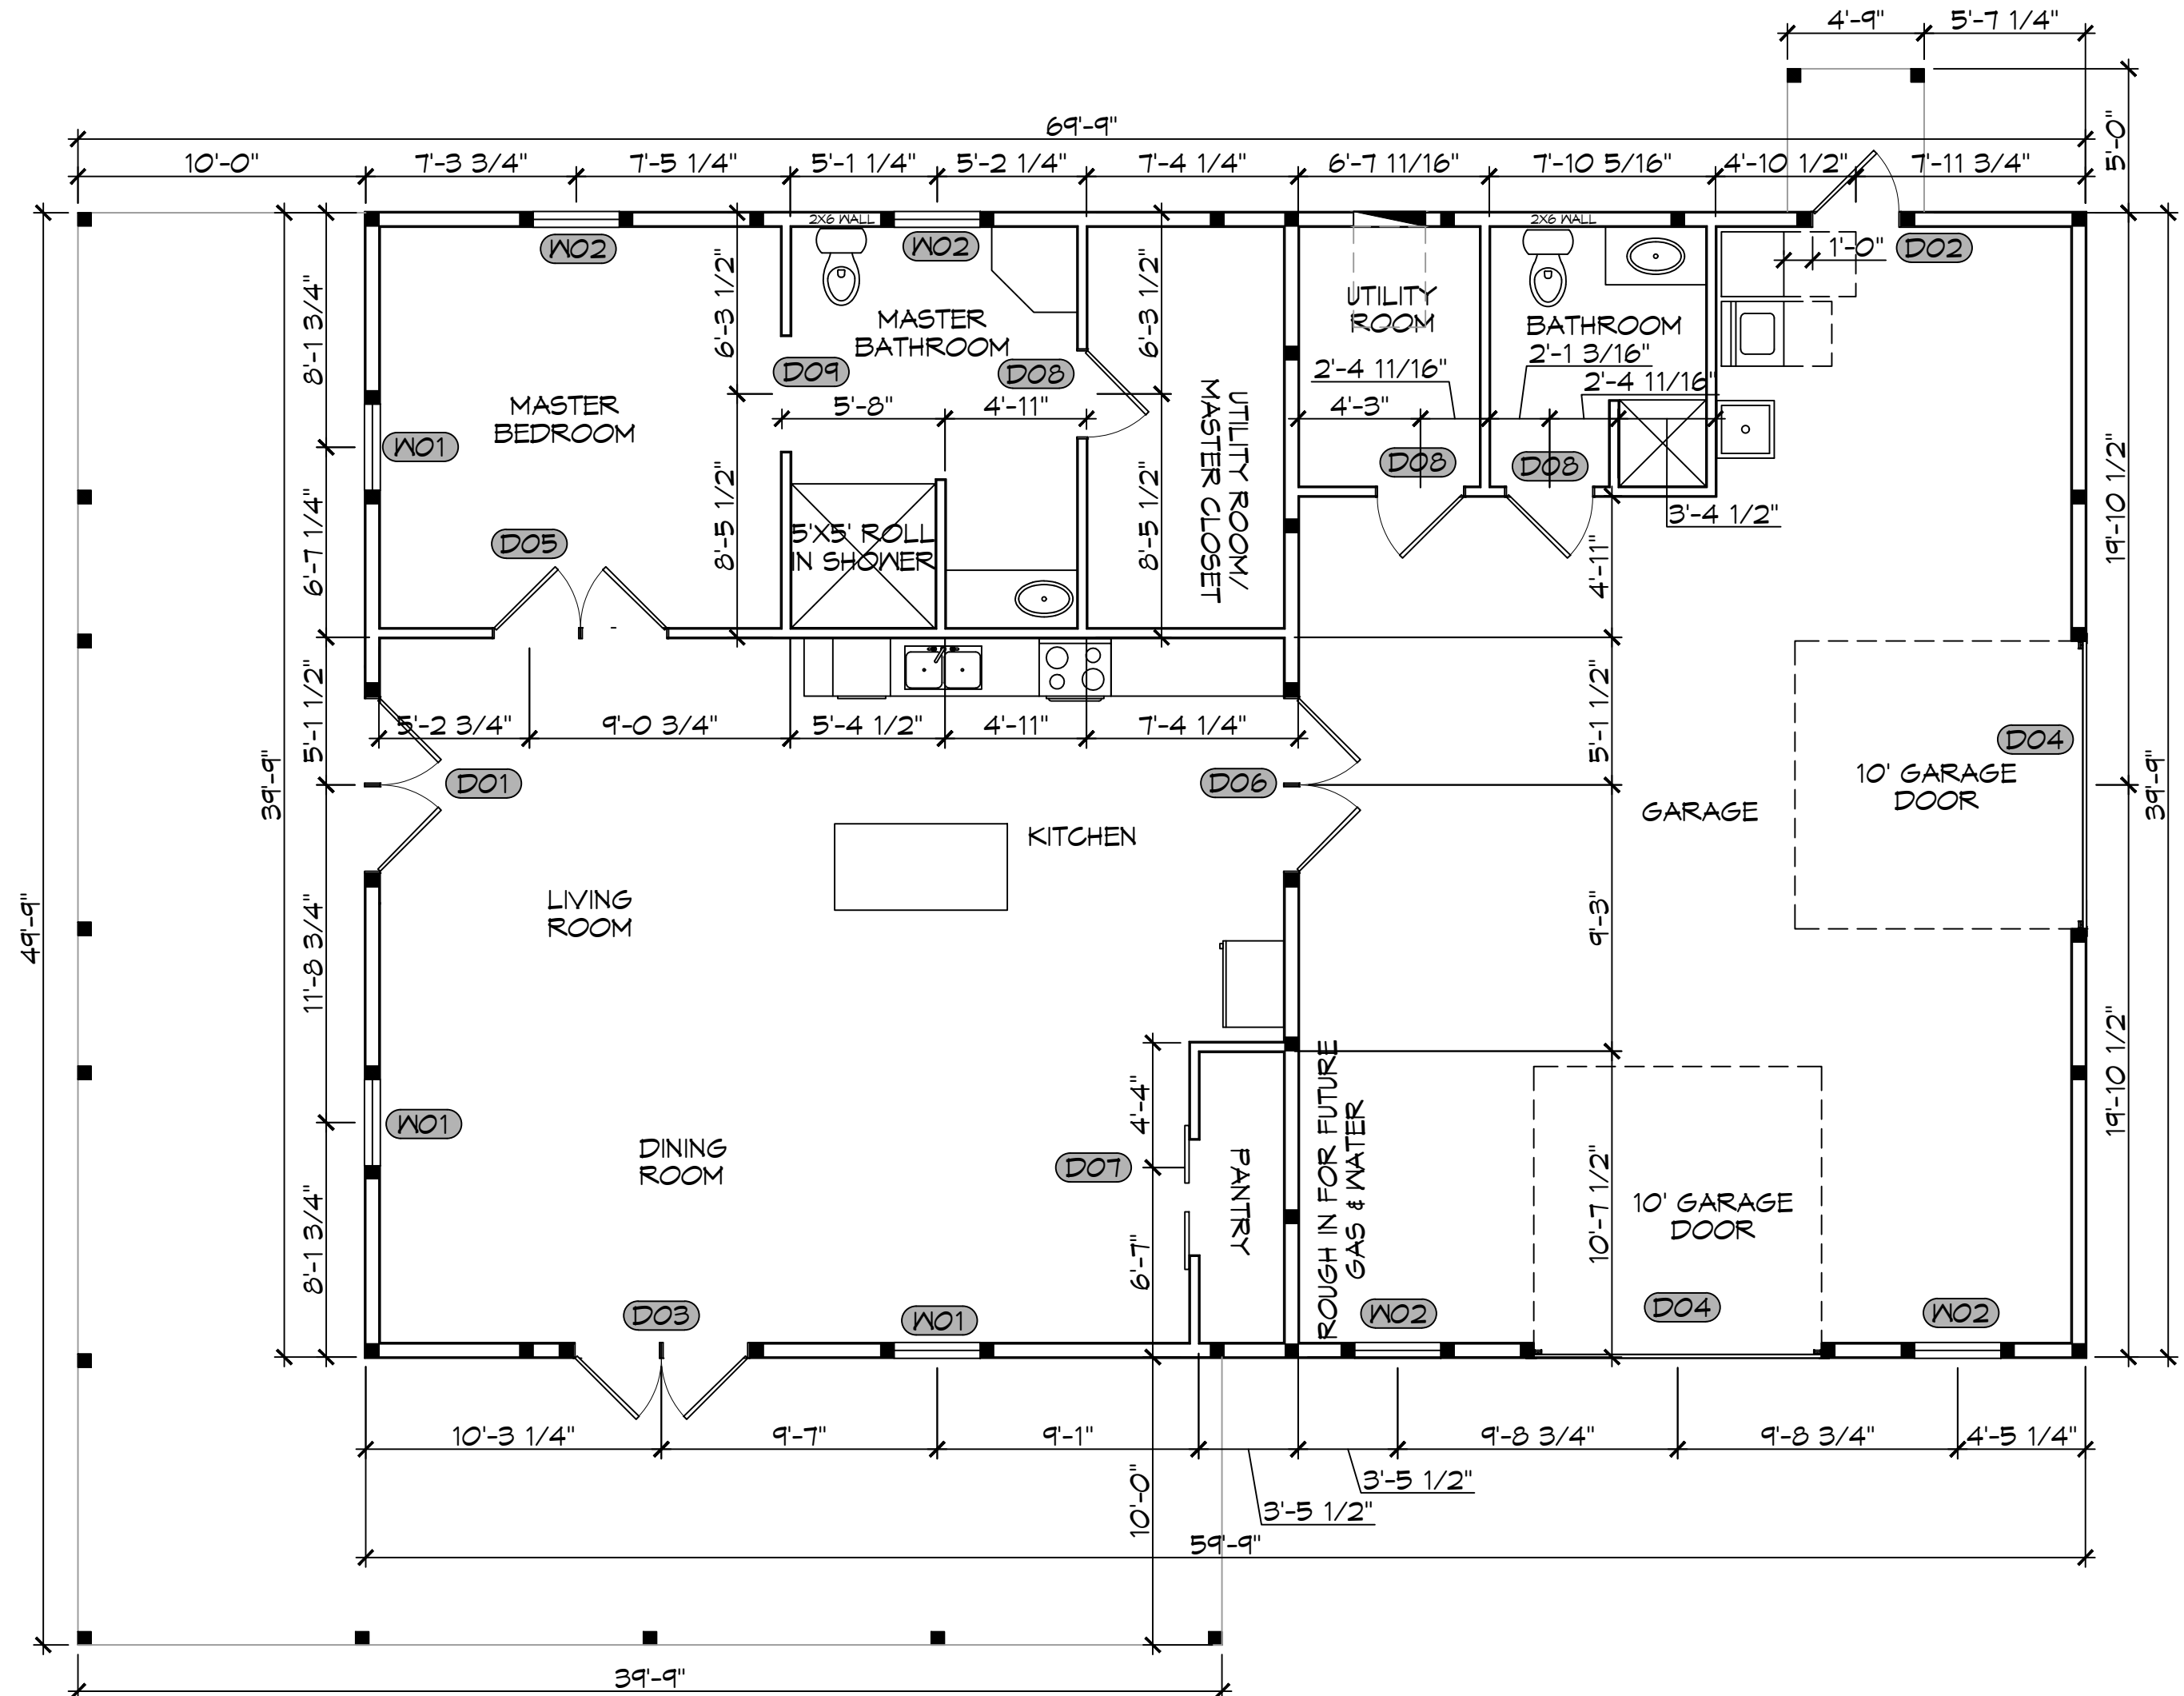 4'-9" 5'-7 1/4"
5'-0"
69'-9"
10'-0" 7'-3 3/4" 7'-5 1/4" 5'-1 1/4" 5'-2 1/4" 7'-4 1/4" 6'-7 11/16" 7'-10 5/16" 4'-10 1/2" 7'-11 3/4"
2X6 WALL 2X6 WALL
W02 W02 1'-0" D02
8'-1 3/4"
6'-3 1/2"
6'-3 1/2"
MASTER
BATHROOM
UTILITY
ROOM
BATHROOM
2'-1 3/16"
2'-4 11/16"
2'-4 11/16"
D09 D08
MASTER
BEDROOM
5'-8" 4'-11" 4'-3"
W01
UTILITY ROOM/
MASTER CLOSET
D08 D08
19'-10 1/2"
3'-4 1/2"
6'-7 1/4"
8'-5 1/2"
8'-5 1/2"
D05
5'X5' ROLL
IN SHOWER
4'-11"
5'-1 1/2"
5'-2 3/4" 9'-0 3/4" 5'-4 1/2" 4'-11" 7'-4 1/4"
5'-1 1/2"
D04
39'-9"
D01 D06
10' GARAGE
DOOR
39'-9"
GARAGE
KITCHEN
49'-9"
LIVING
ROOM
11'-8 3/4"
9'-3"
W01
4'-4"
DINING
ROOM
D07
PANTRY
ROUGH IN FOR FUTURE
GAS & WATER
19'-10 1/2"
8'-1 3/4"
6'-7"
10'-7 1/2"
10' GARAGE
DOOR
D03 W01 W02 D04 W02
10'-3 1/4" 9'-7" 9'-1" 9'-8 3/4" 9'-8 3/4" 4'-5 1/4"
3'-5 1/2"
3'-5 1/2"
10'-0"
59'-9"
39'-9"